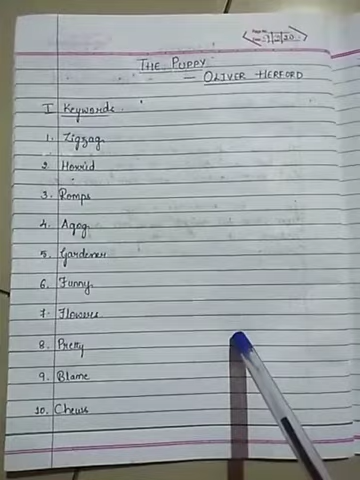 THE PUPPY
— OLIVER HERFORD
I Keywords.
1. Zigzag.
2. Horrid
3. Romps
4. Agog.
5. Gardener
6. Funny.
7. Flowers
8. Pretty
9. Blame
10. Chews